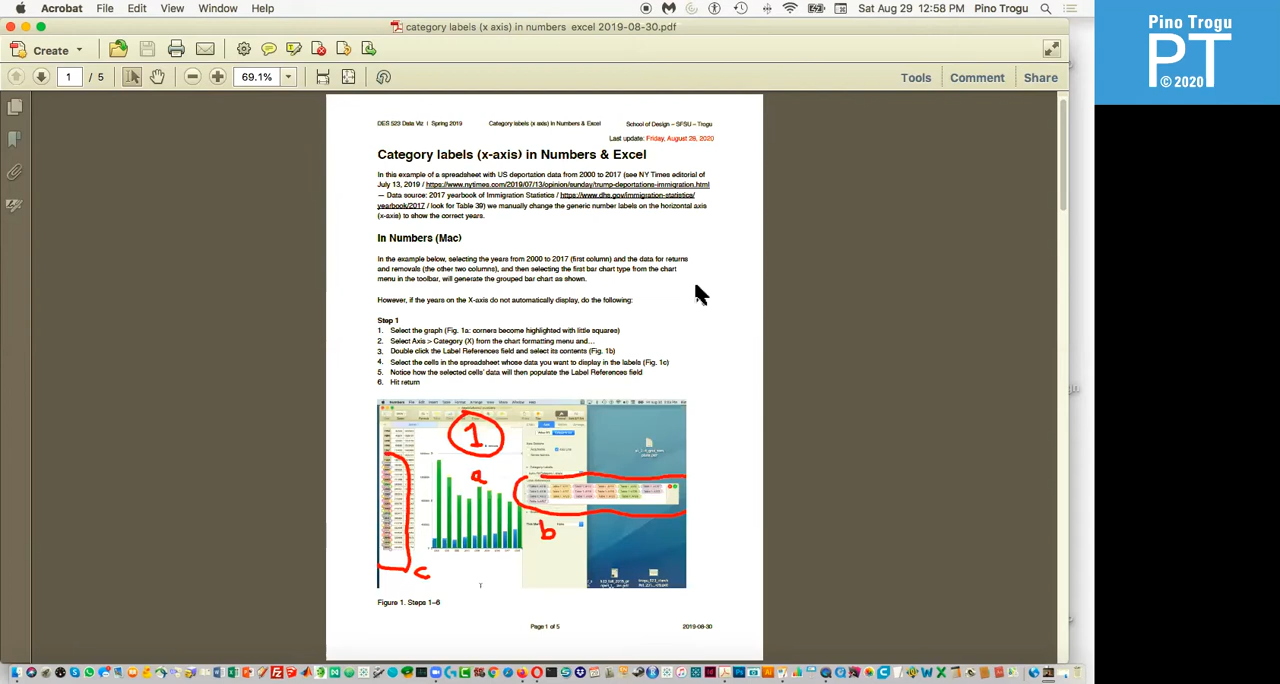 Acrobat File Edit View Window Help
Sat Aug 29 12:58 PM Pino Trogu
category labels (x axis) in numbers excel 2019-08-30.pdf
Create
1 / 5 69.1% Tools Comment Share
Pino Trogu
PT
© 2020
DES 523 Data Viz | Spring 2019 Category labels (x axis) in Numbers & Excel School of Design – SFSU – Trogu
Last update: Friday, August 28, 2020
Category labels (x-axis) in Numbers & Excel
In this example of a spreadsheet with US deportation data from 2000 to 2017 (see NY Times editorial of
July 13, 2019 / https://www.nytimes.com/2019/07/13/opinion/sunday/trump-deportations-immigration.html
— Data source: 2017 yearbook of Immigration Statistics / https://www.dhs.gov/immigration-statistics/
yearbook/2017 / look for Table 39) we manually change the generic number labels on the horizontal axis
(x-axis) to show the correct years.
In Numbers (Mac)
In the example below, selecting the years from 2000 to 2017 (first column) and the data for returns
and removals (the other two columns), and then selecting the first bar chart type from the chart
menu in the toolbar, will generate the grouped bar chart as shown.
However, if the years on the X-axis do not automatically display, do the following:
Step 1
1. Select the graph (Fig. 1a: corners become highlighted with little squares)
2. Select Axis > Category (X) from the chart formatting menu and...
3. Double click the Label References field and select its contents (Fig. 1b)
4. Select the cells in the spreadsheet whose data you want to display in the labels (Fig. 1c)
5. Notice how the selected cells' data will then populate the Label References field
6. Hit return
1
a
b
c
Figure 1. Steps 1–6
Page 1 of 5 2019-08-30